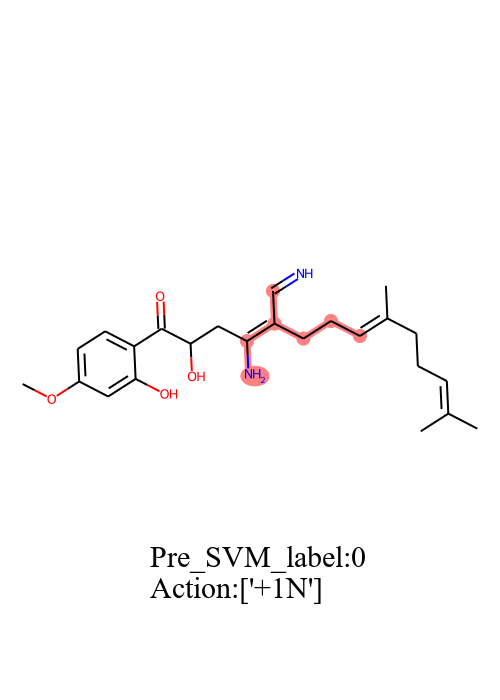 NH
O
OH
NH2
OH
O
Pre_SVM_label:0
Action:['+1N']